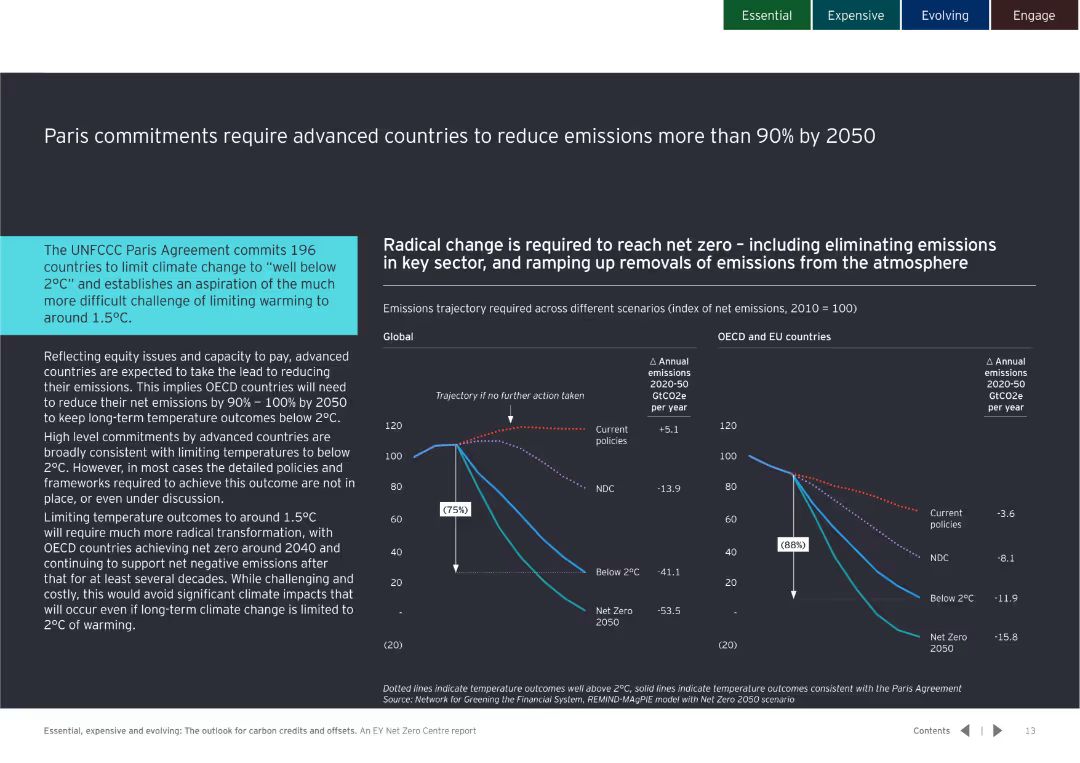 Essential
Expensive
Evolving
Engage
Paris commitments require advanced countries to reduce emissions more than 90% by 2050
The UNFCCC Paris Agreement commits 196
countries to limit climate change to “well below
2°C” and establishes an aspiration of the much
more difficult challenge of limiting warming to
around 1.5°C.
Reflecting equity issues and capacity to pay, advanced
countries are expected to take the lead to reducing
their emissions. This implies OECD countries will need
to reduce their net emissions by 90% – 100% by 2050
to keep long-term temperature outcomes below 2°C.
High level commitments by advanced countries are
broadly consistent with limiting temperatures to below
2°C. However, in most cases the detailed policies and
frameworks required to achieve this outcome are not in
place, or even under discussion.
Limiting temperature outcomes to around 1.5°C
will require much more radical transformation, with
OECD countries achieving net zero around 2040 and
continuing to support net negative emissions after
that for at least several decades. While challenging and
costly, this would avoid significant climate impacts that
will occur even if long-term climate change is limited to
2°C of warming.
Radical change is required to reach net zero – including eliminating emissions
in key sector, and ramping up removals of emissions from the atmosphere
Emissions trajectory required across different scenarios (index of net emissions, 2010 = 100)
Global
Δ Annual
emissions
2020-50
GtCO2e
per year
Trajectory if no further action taken
120
100
80
60
40
20
-
(20)
(75%)
Current
policies
+5.1
NDC
-13.9
Below 2°C
-41.1
Net Zero
2050
-53.5
OECD and EU countries
Δ Annual
emissions
2020-50
GtCO2e
per year
120
100
80
60
40
20
-
(20)
(88%)
Current
policies
-3.6
NDC
-8.1
Below 2°C
-11.9
Net Zero
2050
-15.8
Dotted lines indicate temperature outcomes well above 2°C, solid lines indicate temperature outcomes consistent with the Paris Agreement
Source: Network for Greening the Financial System, REMIND-MAgPIE model with Net Zero 2050 scenario
Essential, expensive and evolving: The outlook for carbon credits and offsets. An EY Net Zero Centre report
Contents
|
13